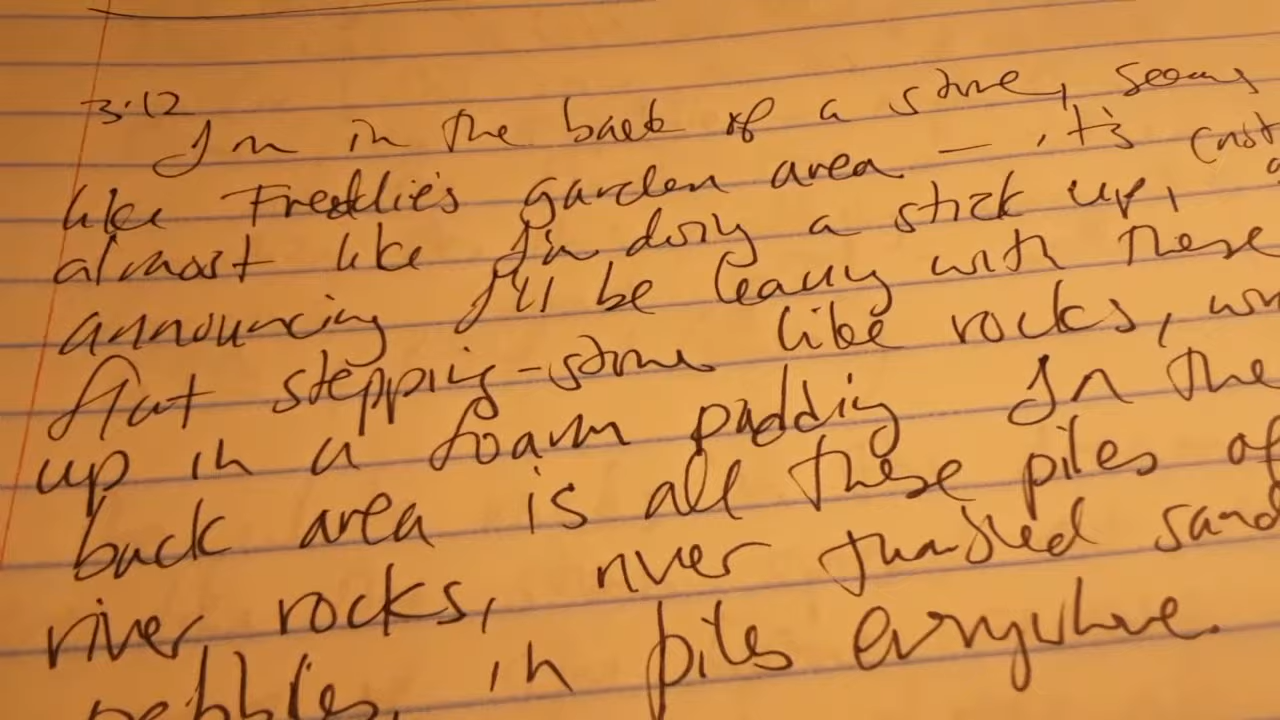 3:12
I'm in the back of a store, seems
like Freddie's garden area — it's (not
almost like I'm doing a stick up,
announcing I'll be leaving with these
flat stepping-stone like rocks,
up in a foam padding In the
back area is all these piles of
river rocks, river tumbled sand
pebbles, in piles everywhere.